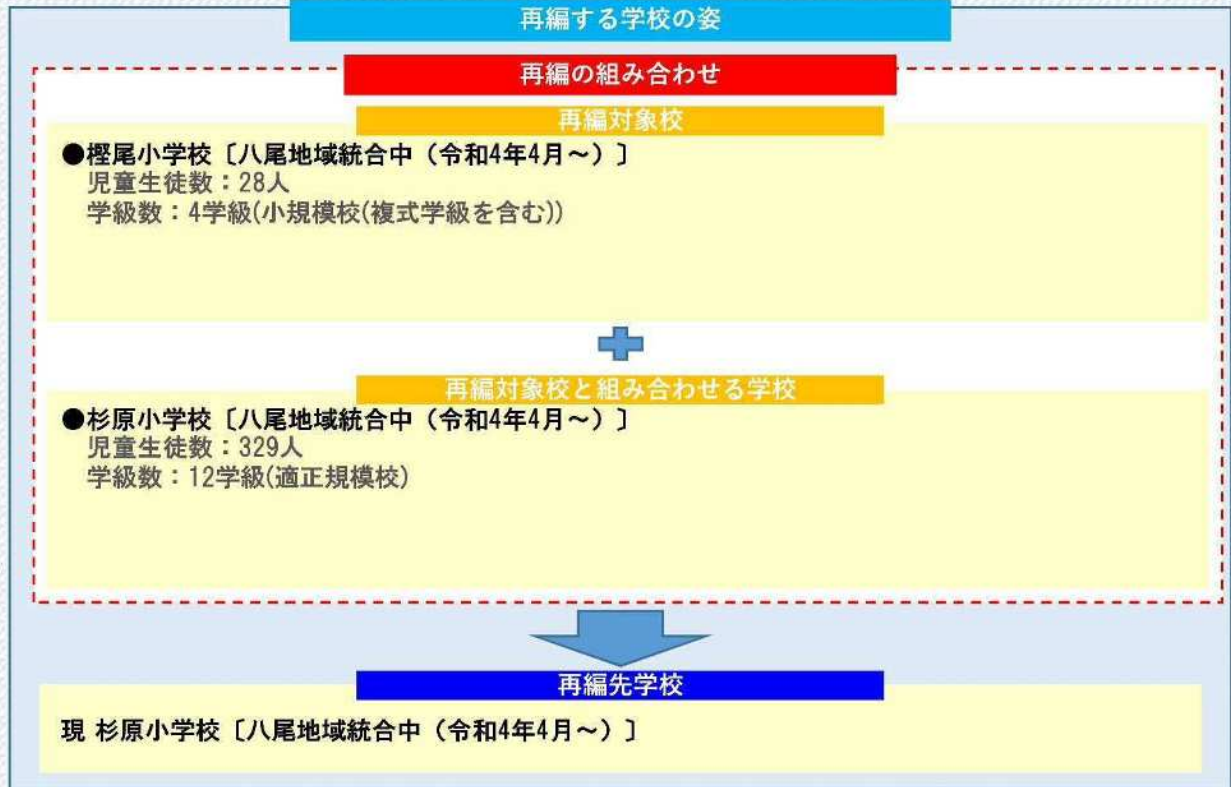 再編する学校の姿
再編の組み合わせ
再編対象校
●樫尾小学校〔八尾地域統合中（令和4年4月～）〕
児童生徒数：28人
学級数：4学級(小規模校(複式学級を含む))
再編対象校と組み合わせる学校
●杉原小学校〔八尾地域統合中（令和4年4月～）〕
児童生徒数：329人
学級数：12学級(適正規模校)
再編先学校
現 杉原小学校〔八尾地域統合中（令和4年4月～）〕